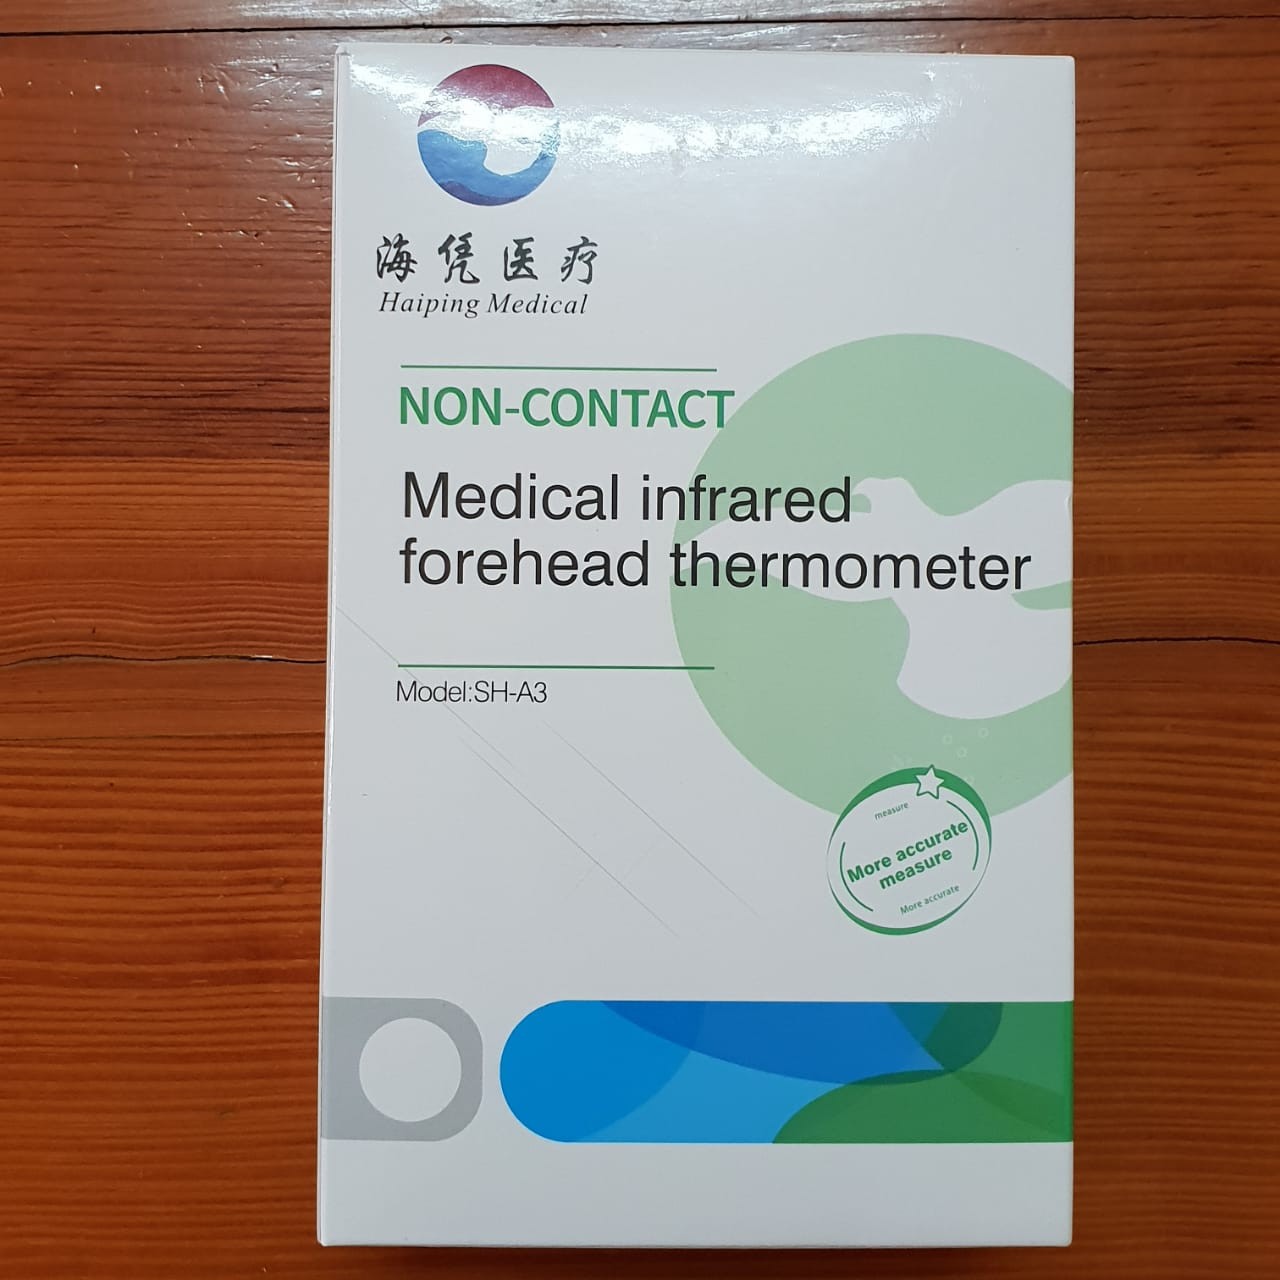 海凭医疗
Haiping Medical
NON-CONTACT
Medical infrared
forehead thermometer
Model:SH-A3
measure
More accurate
measure
More accurate